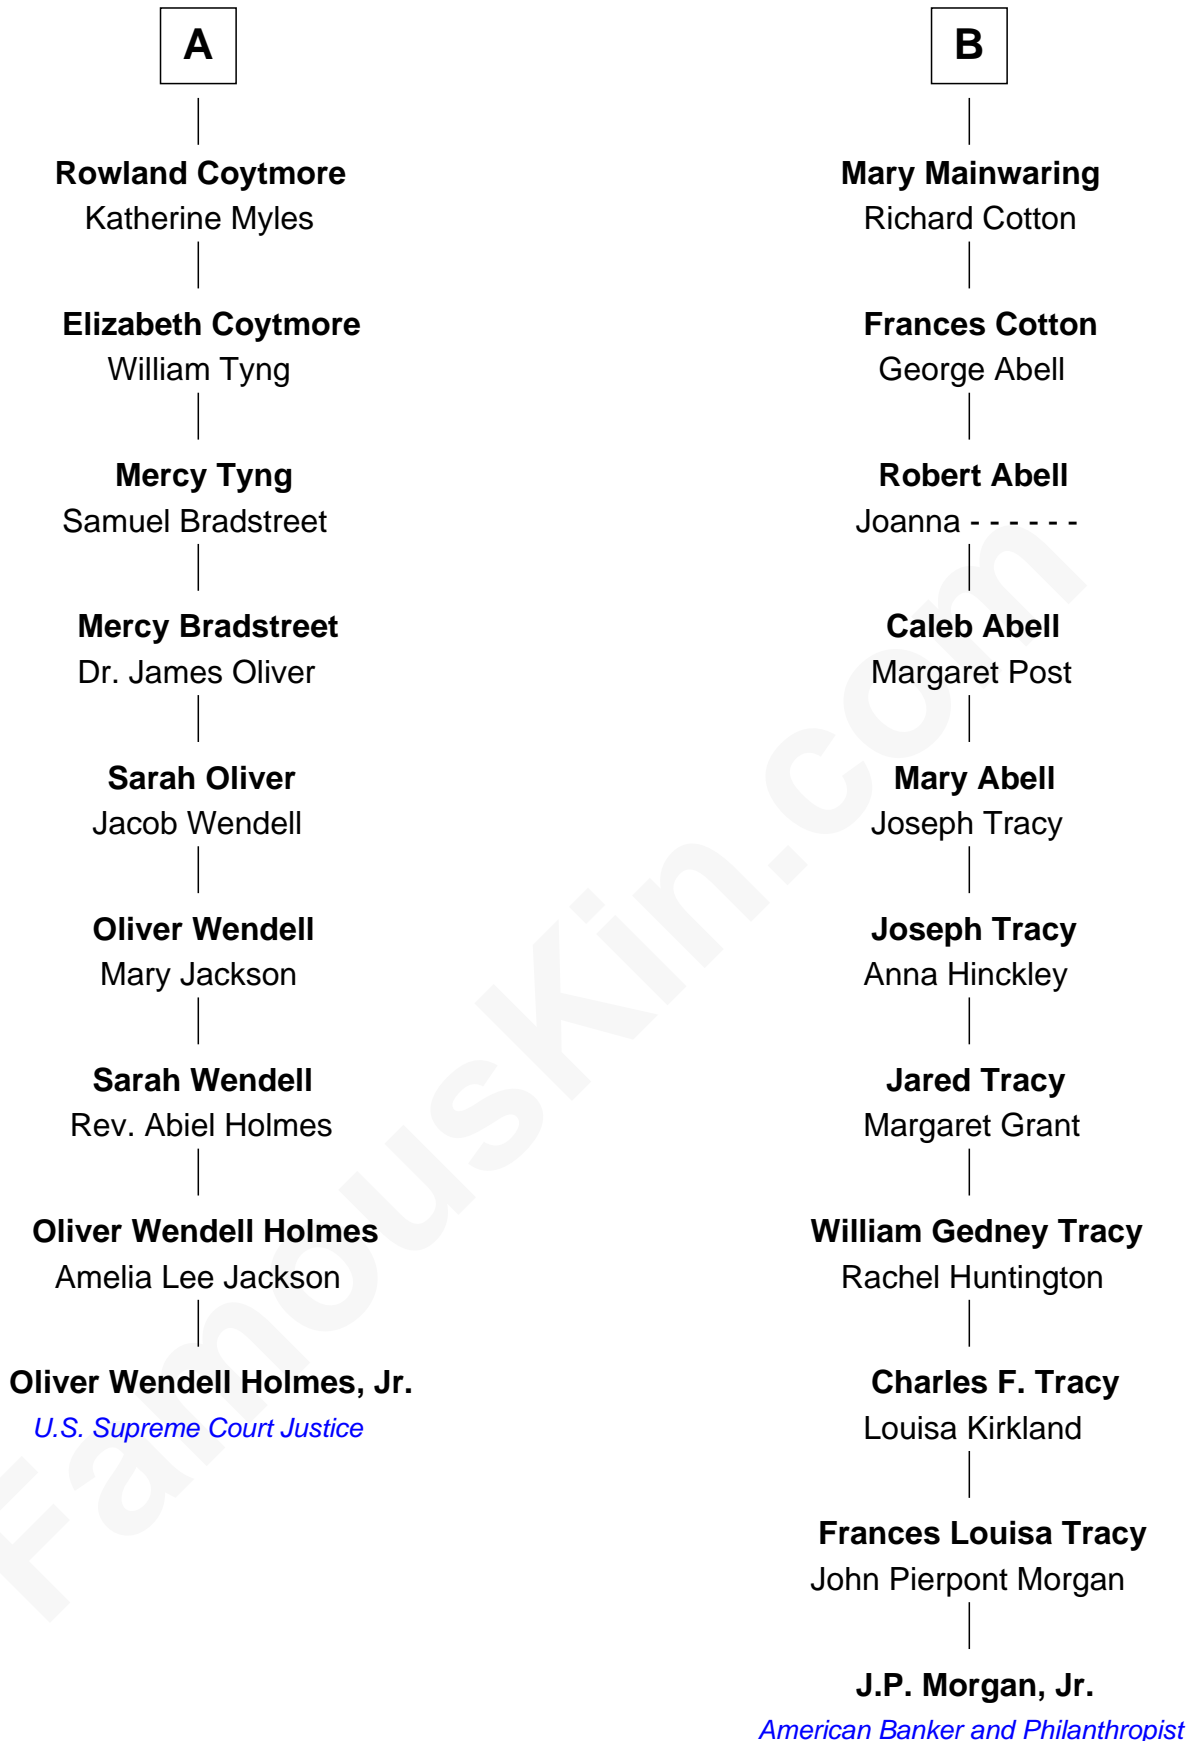 A
Rowland Coytmore
Katherine Myles
Elizabeth Coytmore
William Tyng
Mercy Tyng
Samuel Bradstreet
Mercy Bradstreet
Dr. James Oliver
Sarah Oliver
Jacob Wendell
Oliver Wendell
Mary Jackson
Sarah Wendell
Rev. Abiel Holmes
Oliver Wendell Holmes
Amelia Lee Jackson
Oliver Wendell Holmes, Jr.
U.S. Supreme Court Justice
B
Mary Mainwaring
Richard Cotton
Frances Cotton
George Abell
Robert Abell
Joanna - - - - - -
Caleb Abell
Margaret Post
Mary Abell
Joseph Tracy
Joseph Tracy
Anna Hinckley
Jared Tracy
Margaret Grant
William Gedney Tracy
Rachel Huntington
Charles F. Tracy
Louisa Kirkland
Frances Louisa Tracy
John Pierpont Morgan
J.P. Morgan, Jr.
American Banker and Philanthropist
FamousKin.com